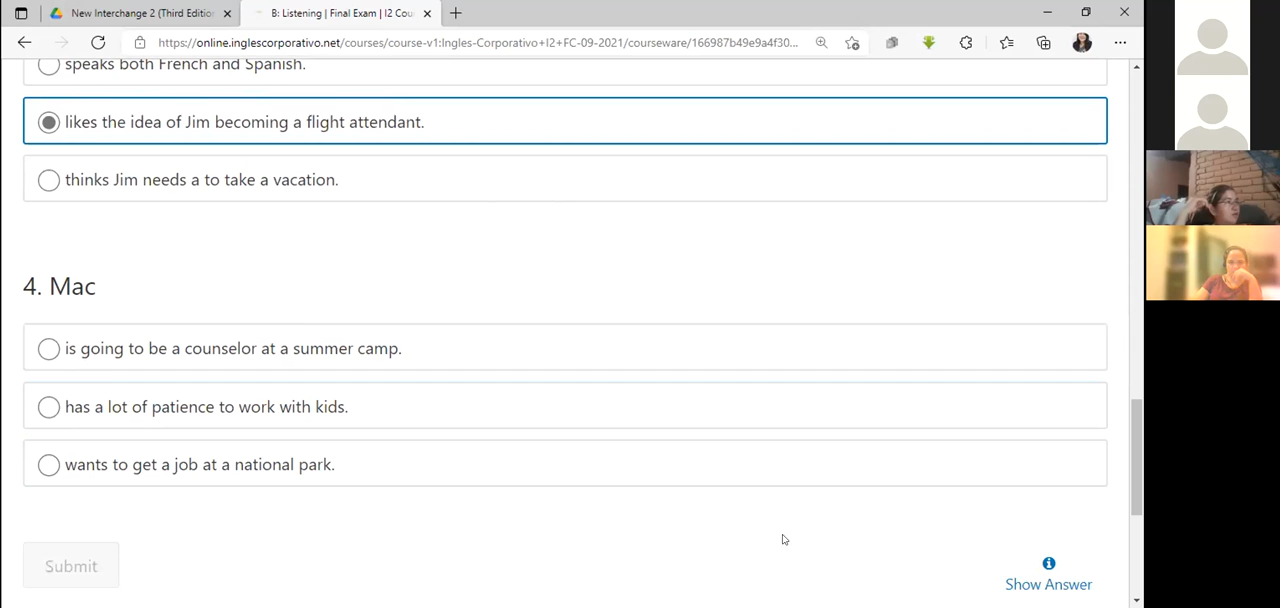 New Interchange 2 (Third Edition
B: Listening | Final Exam | I2 Cou
https://online.inglescorporativo.net/courses/course-v1:Ingles-Corporativo+I2+FC-09-2021/courseware/166987b49e9a4f30...
speaks both French and Spanish.
likes the idea of Jim becoming a flight attendant.
thinks Jim needs a to take a vacation.
4. Mac
is going to be a counselor at a summer camp.
has a lot of patience to work with kids.
wants to get a job at a national park.
Submit
Show Answer